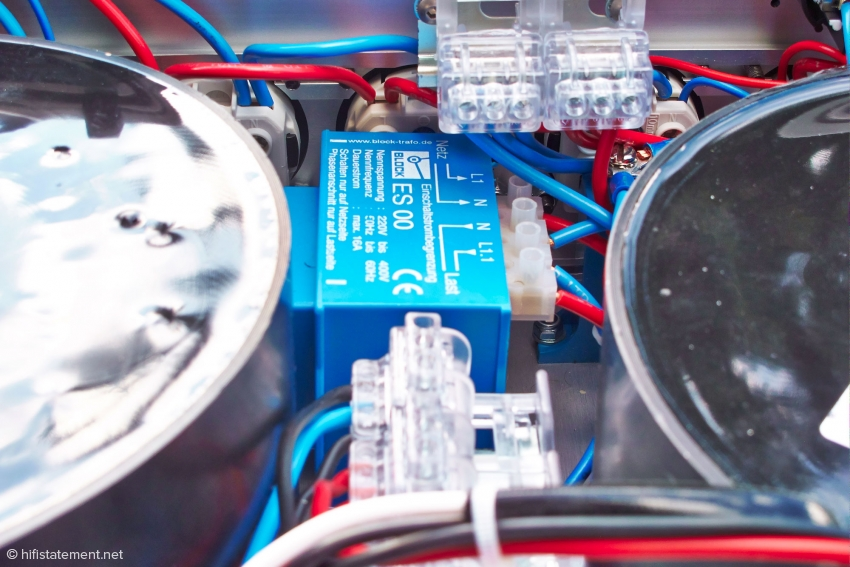 www.block-trafo.de
BLOCK
ES 00
Einschaltstrombegrenzung
Nennspannung : 220V bis 400V
Nennfrequenz : 50Hz bis 60Hz
Dauerstrom : max. 16A
Schalten nur auf Netzseite
Phasenanschnitt nur auf Lastseite
CE
Netz
L1 N N L1.1
Last
© hifistatement.net